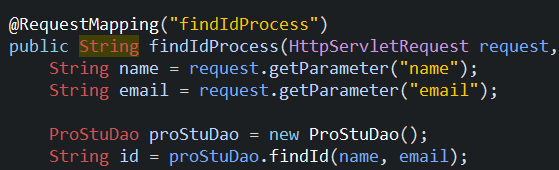 @RequestMapping("findIdProcess")
public String findIdProcess(HttpServletRequest request,
String name = request.getParameter("name");
String email = request.getParameter("email");
ProStuDao proStuDao = new ProStuDao();
String id = proStuDao.findId(name, email);